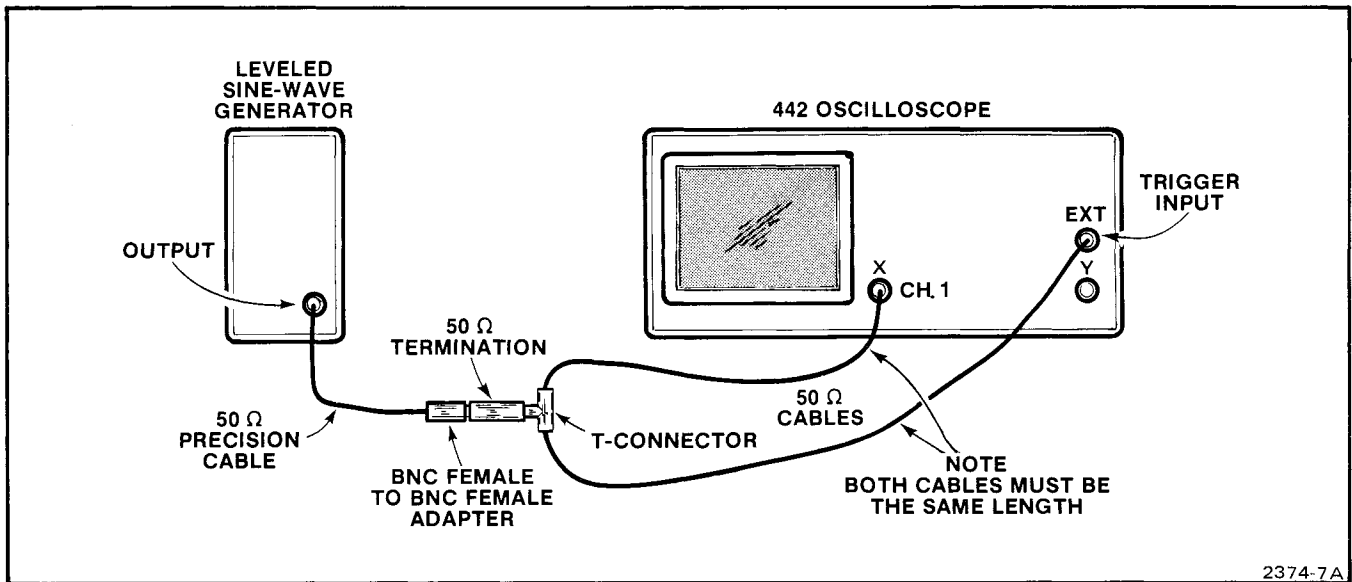 LEVELED
SINE-WAVE
GENERATOR
442 OSCILLOSCOPE
TRIGGER
INPUT
EXT
OUTPUT
X
Y
CH. 1
50 Ω
TERMINATION
50 Ω
CABLES
50 Ω
PRECISION
CABLE
T-CONNECTOR
BNC FEMALE
TO BNC FEMALE
ADAPTER
NOTE
BOTH CABLES MUST BE
THE SAME LENGTH
2374-7A